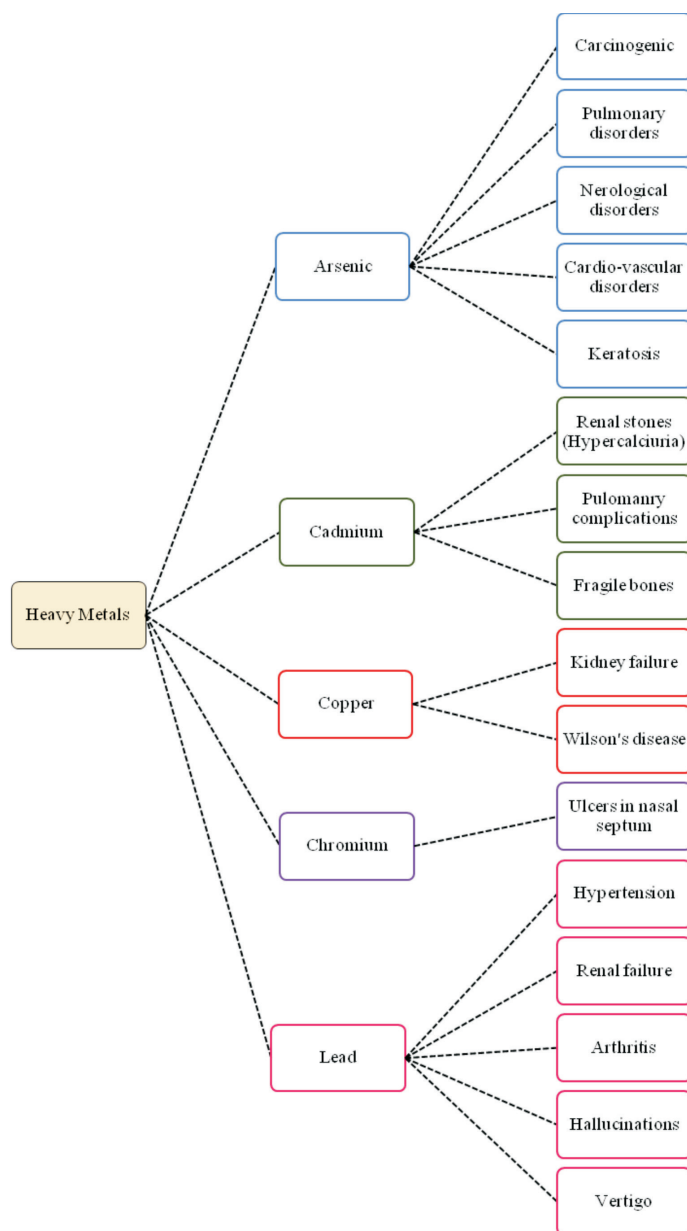 Carcinogenic
Pulmonary
disorders
Nerological
disorders
Arsenic
Cardio-vascular
disorders
Keratosis
Renal stones
(Hypercalciuria)
Cadmium
Pulomanry
complications
Fragile bones
Heavy Metals
Kidney failure
Copper
Wilson's disease
Ulcers in nasal
septum
Chromium
Hypertension
Renal failure
Lead
Arthritis
Hallucinations
Vertigo